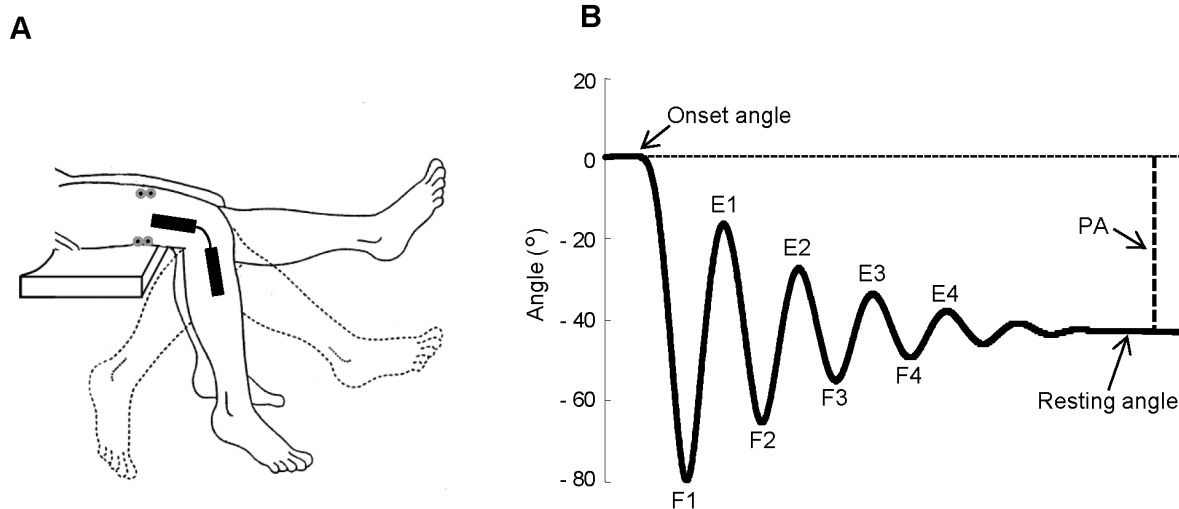 A
B
20
Onset angle
0
E1
PA
- 20
E2
E3
E4
Angle (°)
- 40
F4
Resting angle
F3
- 60
F2
- 80
F1